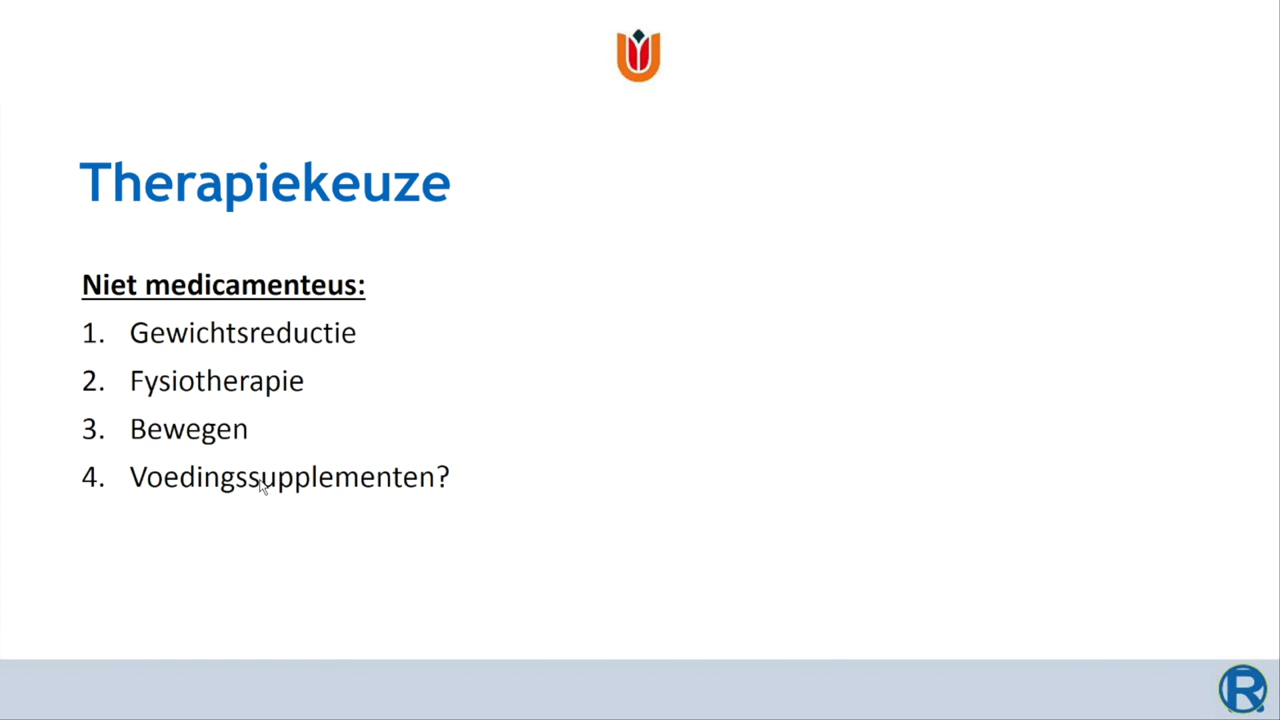 Therapiekeuze
Niet medicamenteus:
1. Gewichtsreductie
2. Fysiotherapie
3. Bewegen
4. Voedingssupplementen?
R